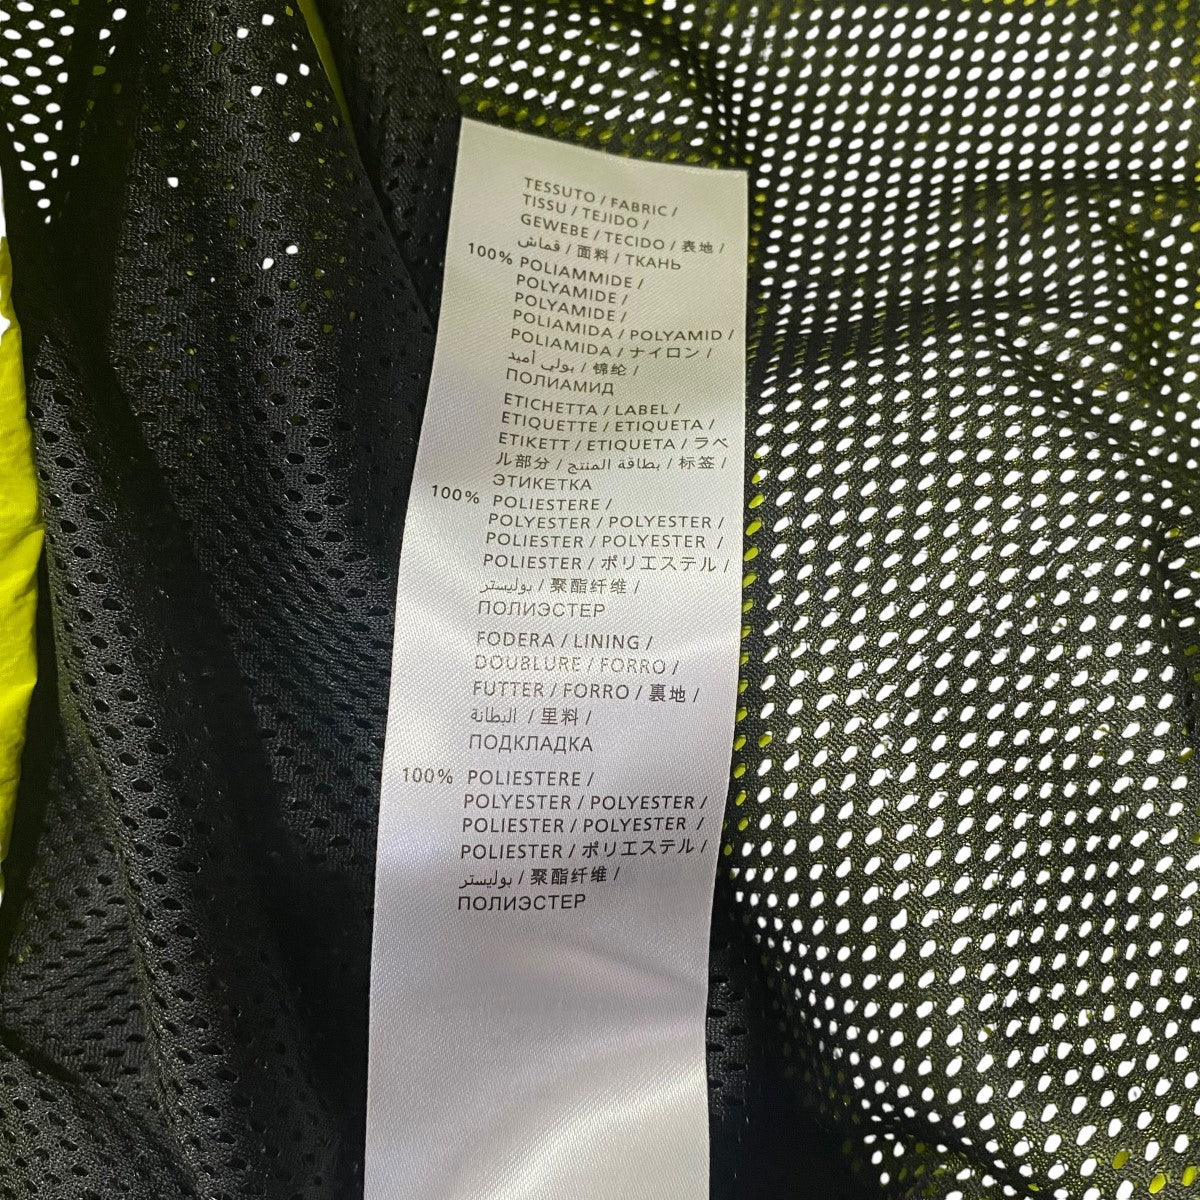 TESSUTO / FABRIC /
TISSU / TEJIDO /
GEWEBE / TECIDO / 表地 /
قماش / 面料 / ТКАНЬ
100% POLIAMMIDE /
POLYAMIDE /
POLYAMIDE /
POLIAMIDA / POLYAMID /
POLIAMIDA / ナイロン /
بولي أميد / 锦纶 /
ПОЛИАМИД
ETICHETTA / LABEL /
ETIQUETTE / ETIQUETA /
ETIKETT / ETIQUETA / ラベ
ル部分 / بطاقة المنتج / 标签 /
ЭТИКЕТКА
100% POLIESTERE /
POLYESTER / POLYESTER /
POLIESTER / POLYESTER /
POLIESTER / ポリエステル /
بوليستر / 聚酯纤维 /
ПОЛИЭСТЕР
FODERA / LINING /
DOUBLURE / FORRO /
FUTTER / FORRO / 裏地 /
البطانة / 里料 /
ПОДКЛАДКА
100% POLIESTERE /
POLYESTER / POLYESTER /
POLIESTER / POLYESTER /
POLIESTER / ポリエステル /
بوليستر / 聚酯纤维 /
ПОЛИЭСТЕР